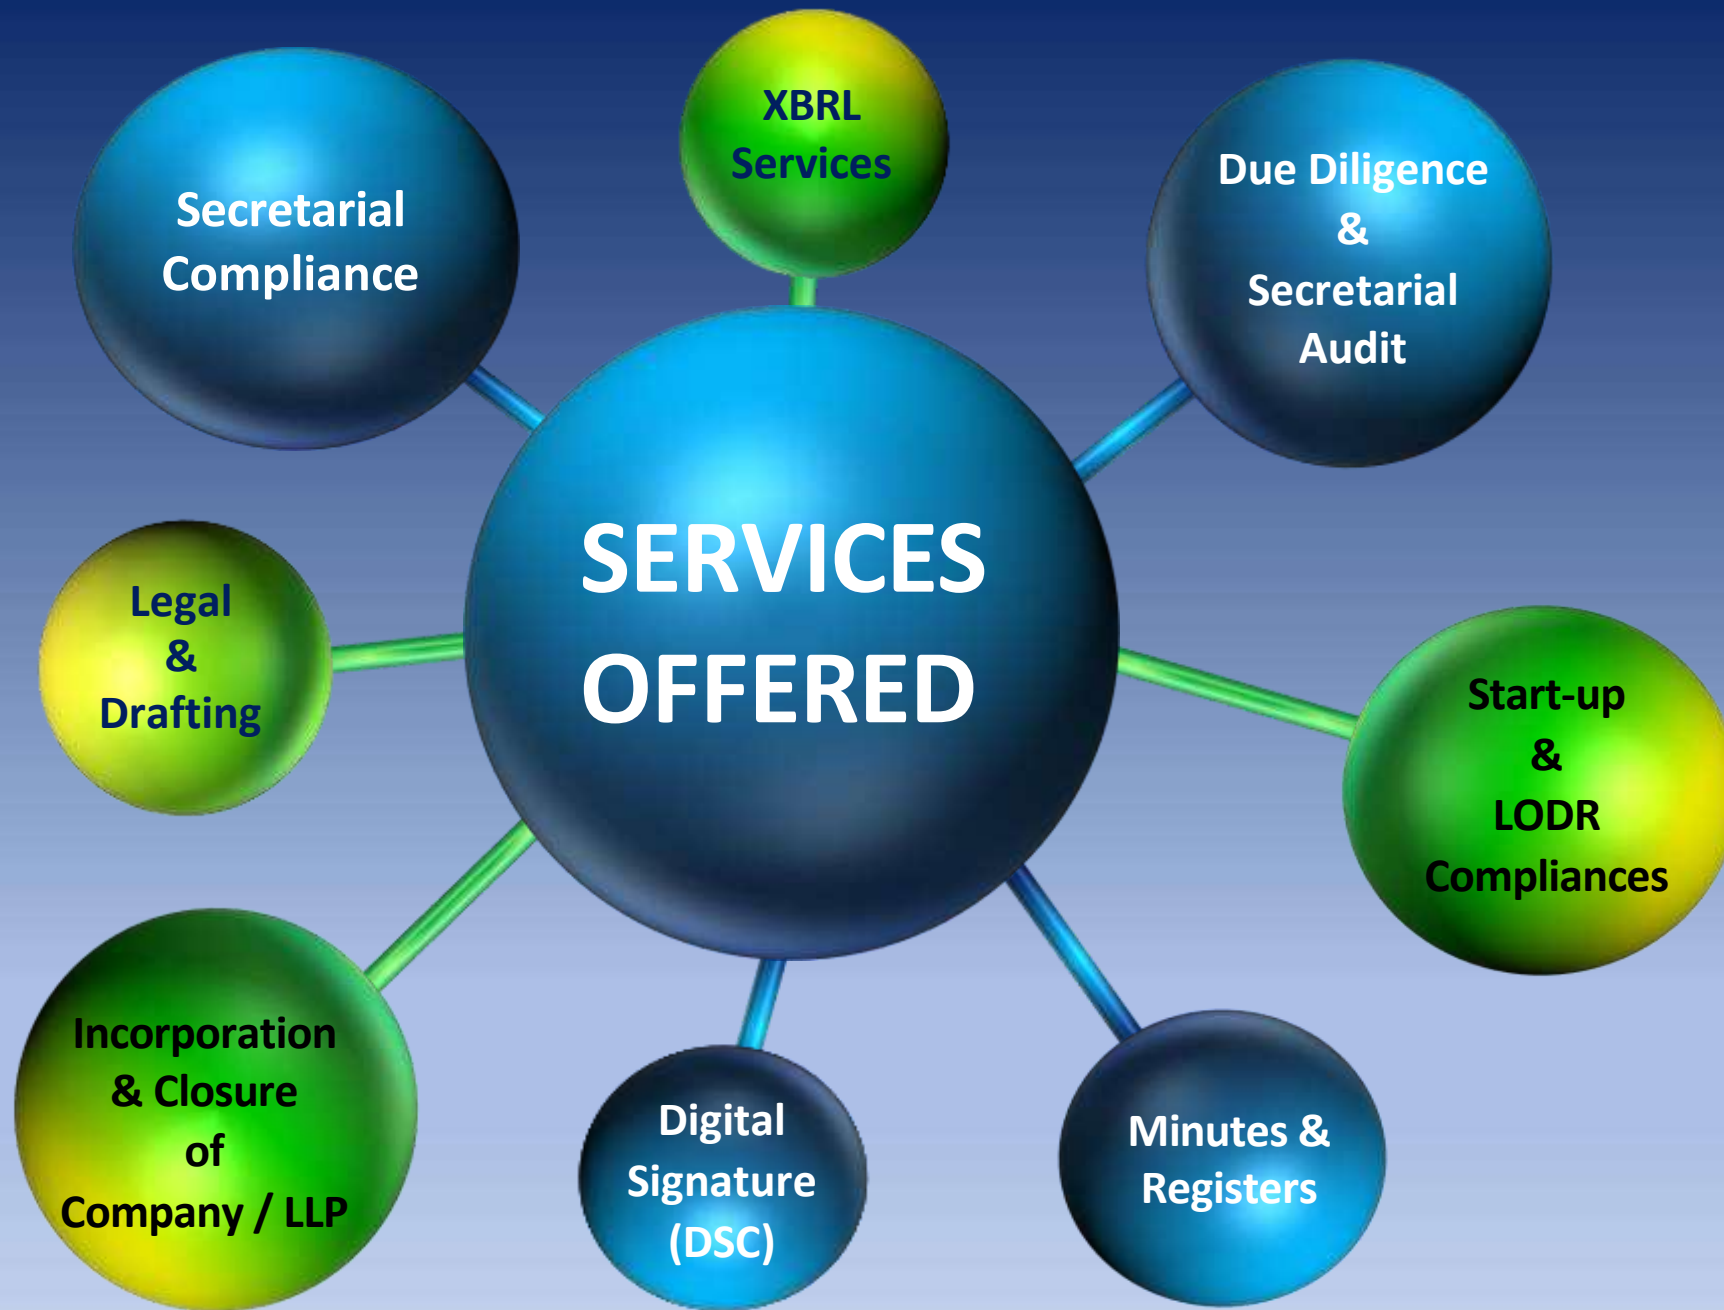 XBRL
Services
Secretarial
Compliance
Due Diligence
&
Secretarial
Audit
SERVICES
OFFERED
Legal
&
Drafting
Start-up
&
LODR
Compliances
Incorporation
& Closure
of
Company / LLP
Digital
Signature
(DSC)
Minutes &
Registers